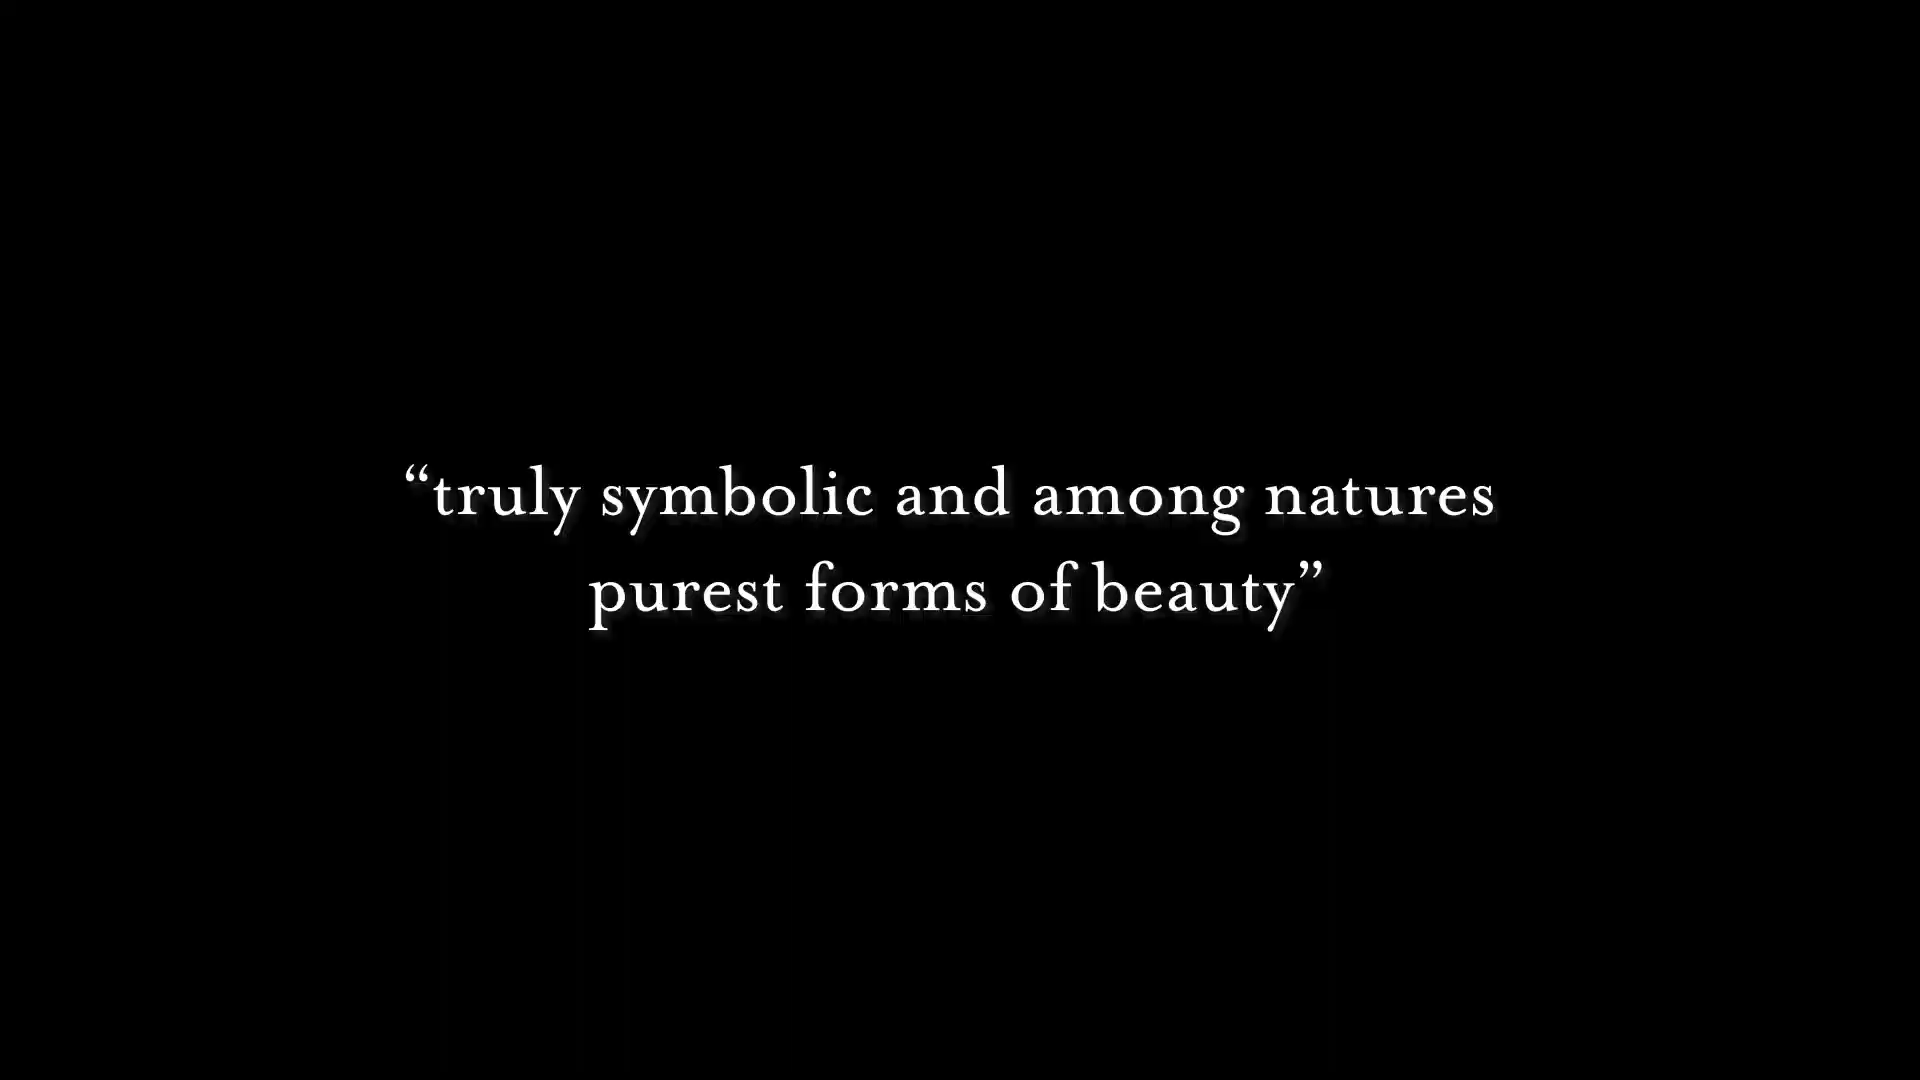 “truly symbolic and among natures
purest forms of beauty”